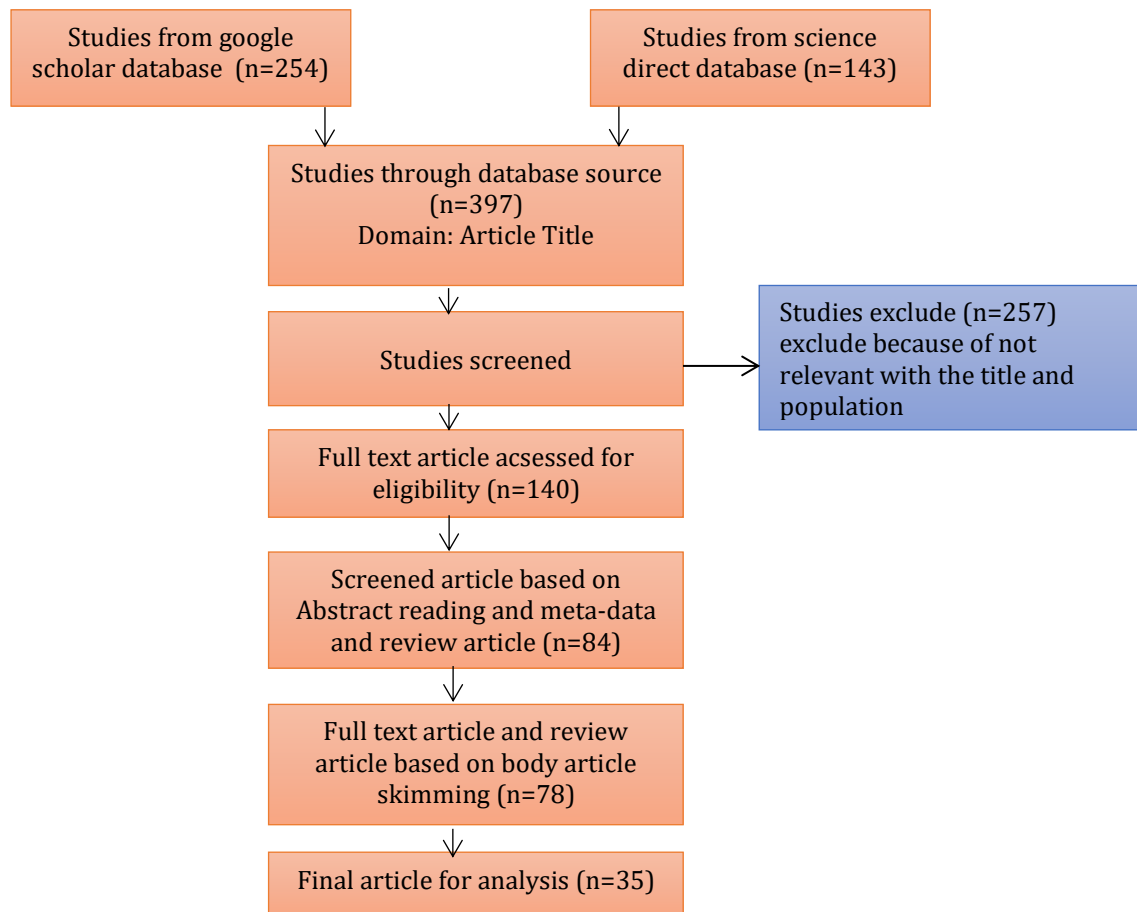 Studies from google
scholar database (n=254)
Studies from science
direct database (n=143)
Studies through database source
(n=397)
Domain: Article Title
Studies screened
Studies exclude (n=257)
exclude because of not
relevant with the title and
population
Full text article acsessed for
eligibility (n=140)
Screened article based on
Abstract reading and meta-data
and review article (n=84)
Full text article and review
article based on body article
skimming (n=78)
Final article for analysis (n=35)